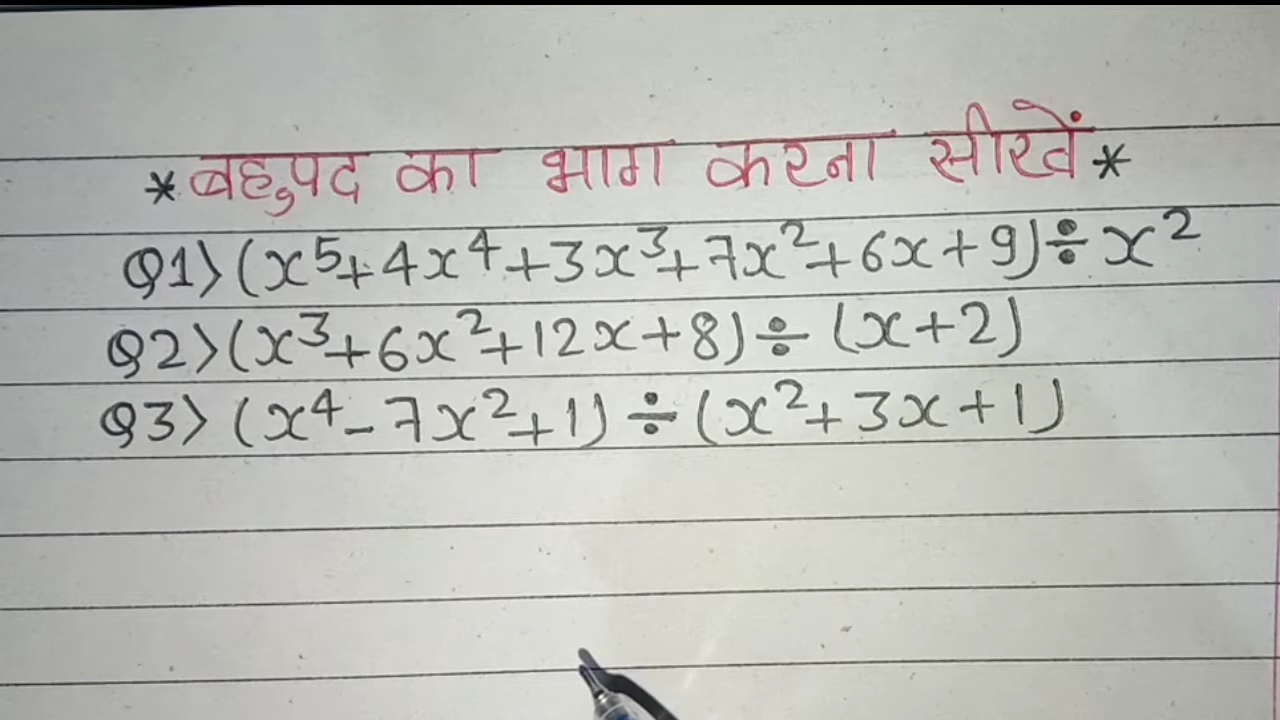 *बहुपद का भाग करना सीखें*
Q1>(x⁵+4x⁴+3x³+7x²+6x+9)÷x²
Q2>(x³+6x²+12x+8)÷(x+2)
Q3>(x⁴-7x²+1)÷(x²+3x+1)